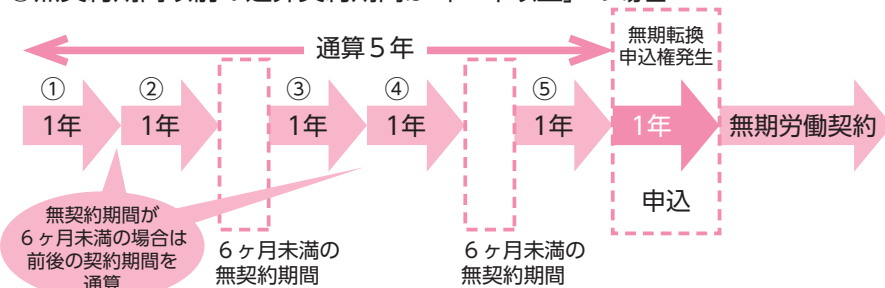 通算５年
無期転換
申込権発生
① ② ③ ④ ⑤
1年 1年 1年 1年 1年 1年 無期労働契約
申込
無契約期間が
６ヶ月未満の場合は
前後の契約期間を
通算
６ヶ月未満の
無契約期間
６ヶ月未満の
無契約期間